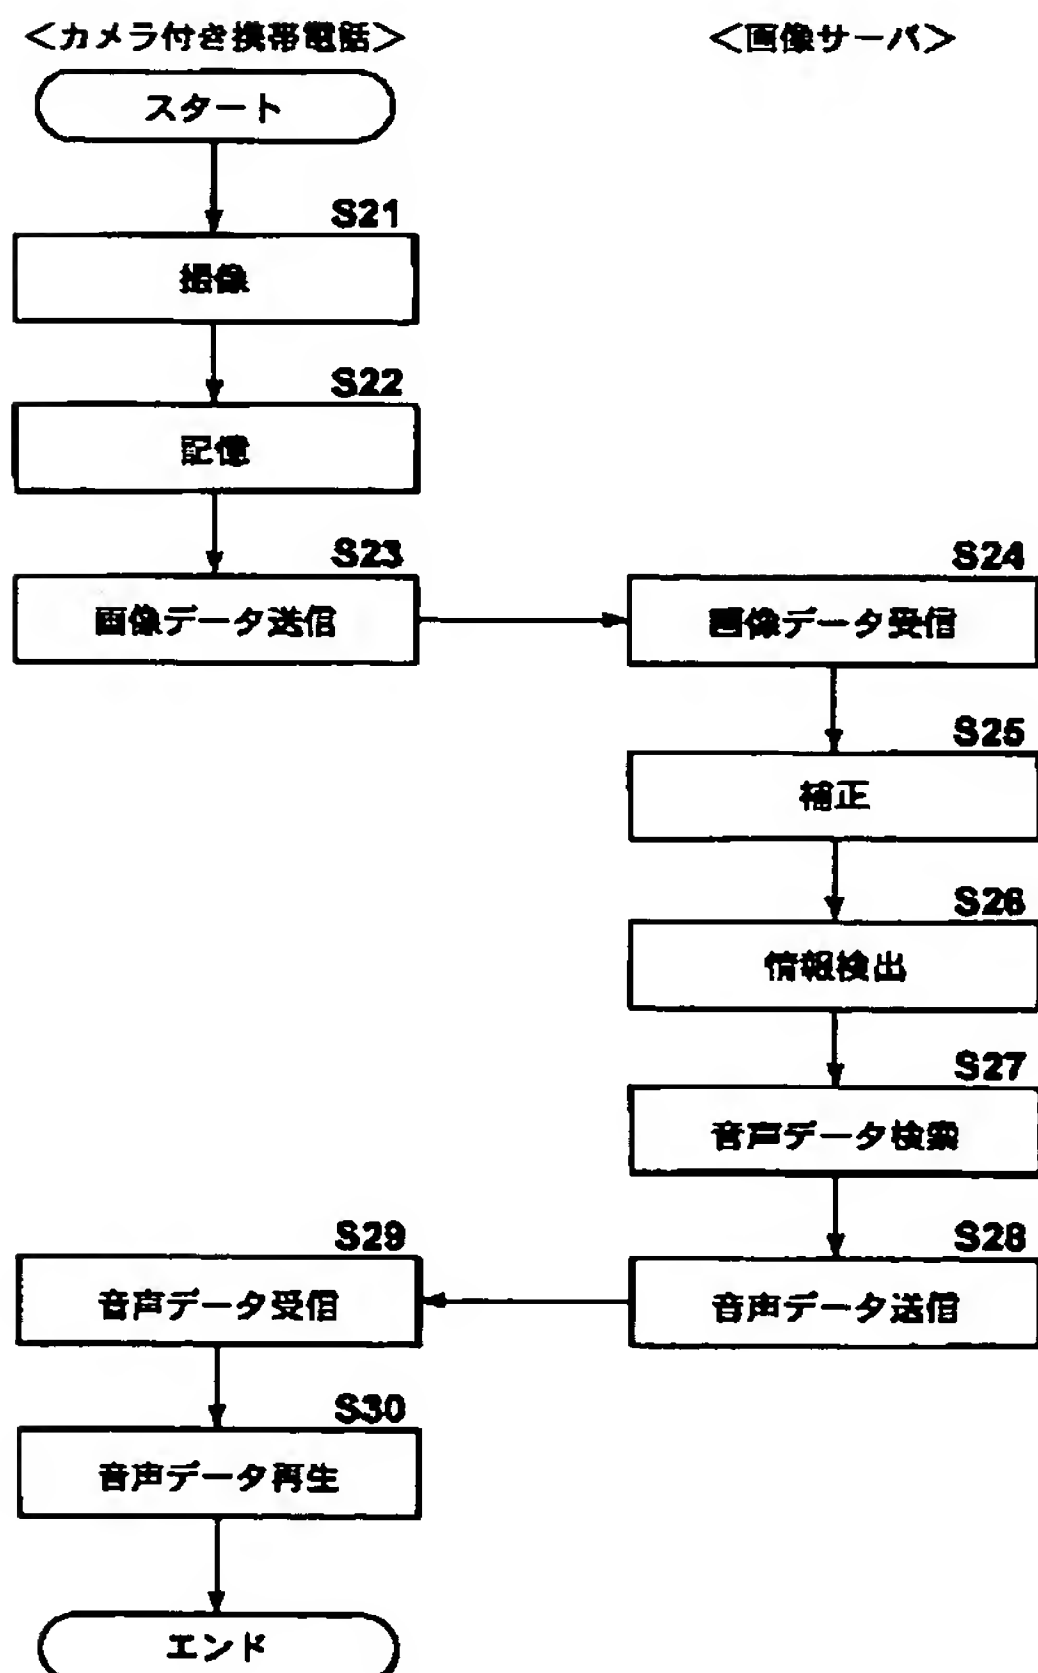 ＜カメラ付き携帯電話＞
＜画像サーバ＞
スタート
S21
撮像
S22
記憶
S23
画像データ送信
S24
画像データ受信
S25
補正
S26
情報検出
S27
音声データ検索
S28
音声データ送信
S29
音声データ受信
S30
音声データ再生
エンド